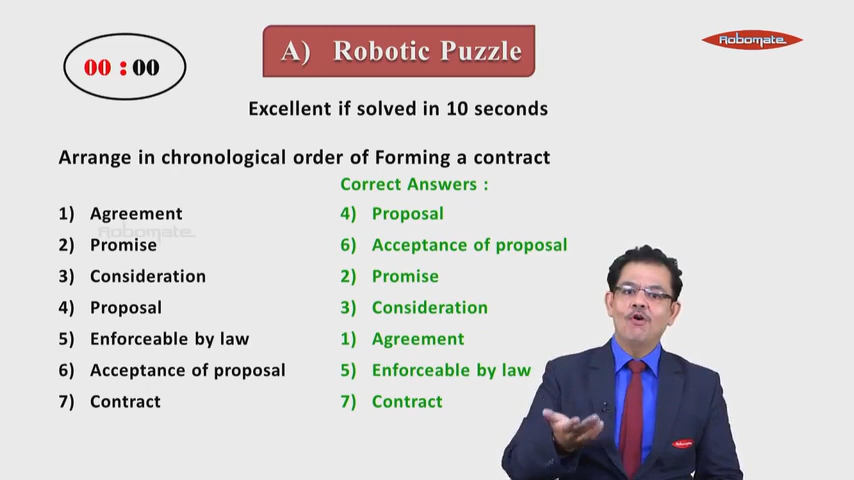 00 : 00
A) Robotic Puzzle
Robomate
Excellent if solved in 10 seconds
Arrange in chronological order of Forming a contract
Correct Answers :
1) Agreement
2) Promise
3) Consideration
4) Proposal
5) Enforceable by law
6) Acceptance of proposal
7) Contract
4) Proposal
6) Acceptance of proposal
2) Promise
3) Consideration
1) Agreement
5) Enforceable by law
7) Contract
Robomate
Robomate